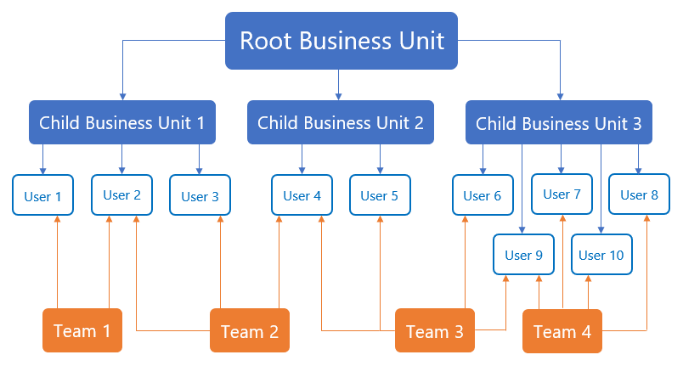 Root Business Unit
Child Business Unit 1
Child Business Unit 2
Child Business Unit 3
User 1
User 2
User 3
User 4
User 5
User 6
User 7
User 8
User 9
User 10
Team 1
Team 2
Team 3
Team 4